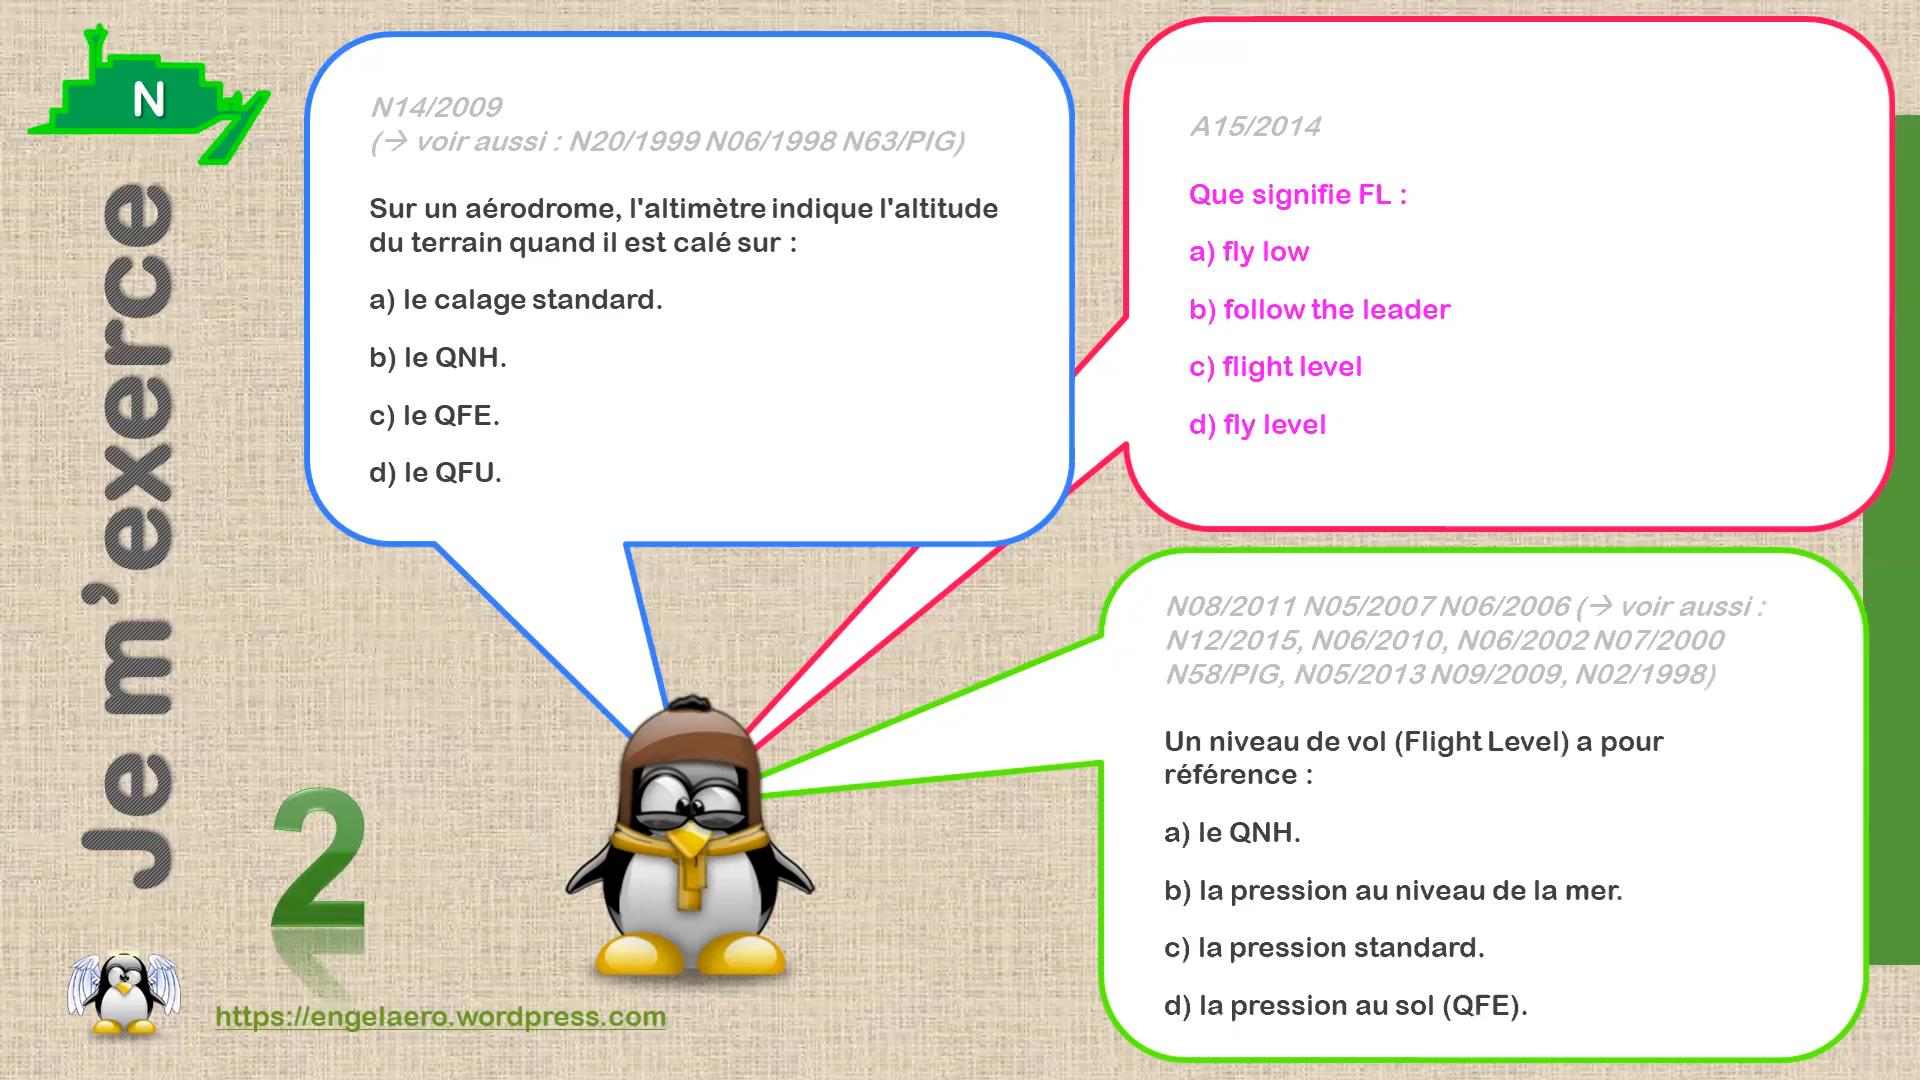 N
Je m'exerce
2
https://engelaero.wordpress.com
N14/2009
(→ voir aussi : N20/1999 N06/1998 N63/PIG)
Sur un aérodrome, l'altimètre indique l'altitude
du terrain quand il est calé sur :
a) le calage standard.
b) le QNH.
c) le QFE.
d) le QFU.
A15/2014
Que signifie FL :
a) fly low
b) follow the leader
c) flight level
d) fly level
N08/2011 N05/2007 N06/2006 (→ voir aussi :
N12/2015, N06/2010, N06/2002 N07/2000
N58/PIG, N05/2013 N09/2009, N02/1998)
Un niveau de vol (Flight Level) a pour
référence :
a) le QNH.
b) la pression au niveau de la mer.
c) la pression standard.
d) la pression au sol (QFE).